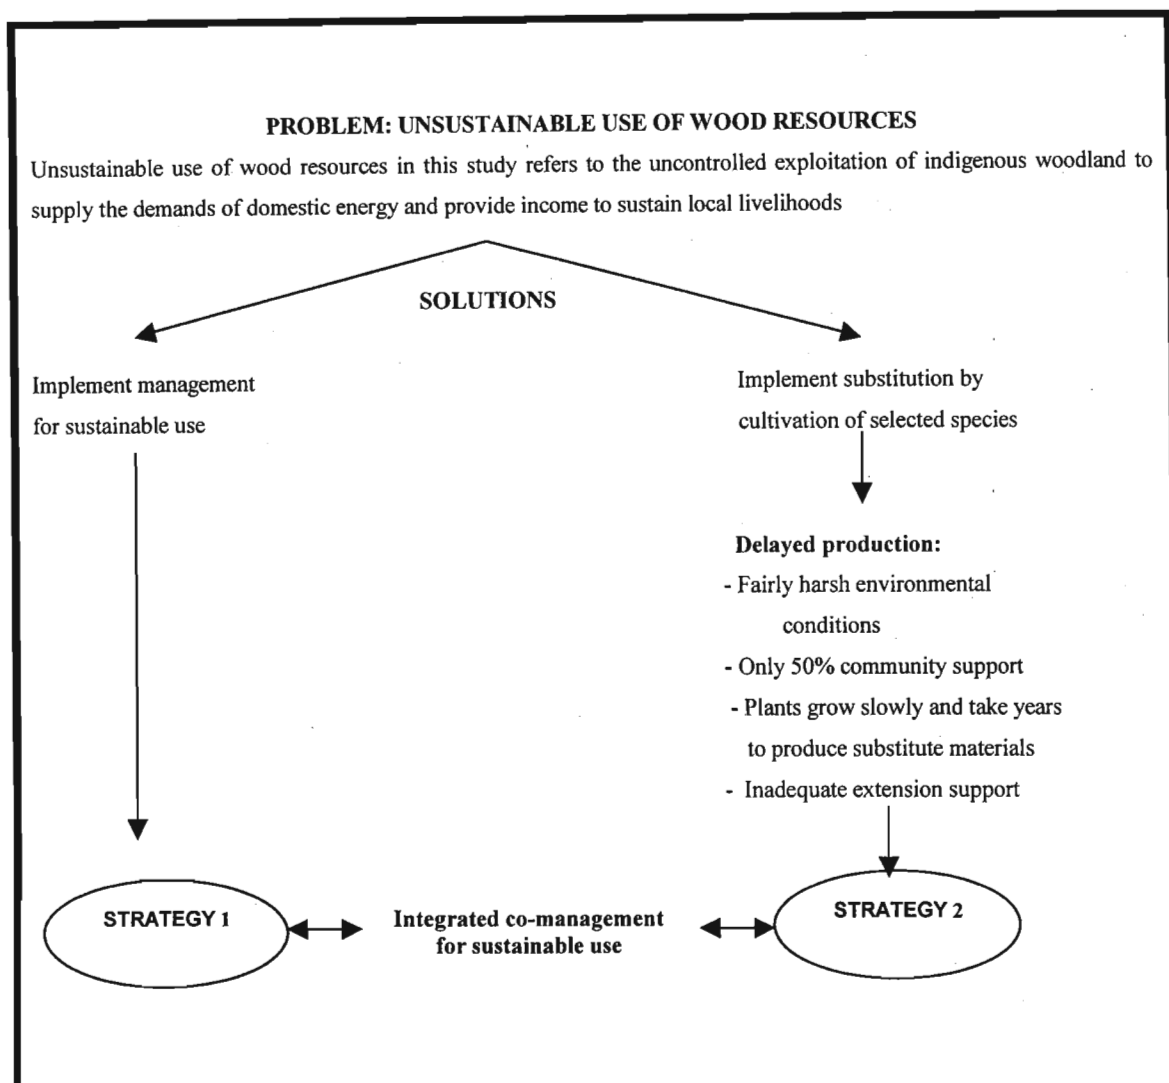 PROBLEM: UNSUSTAINABLE USE OF WOOD RESOURCES
Unsustainable use of wood resources in this study refers to the uncontrolled exploitation of indigenous woodland to
supply the demands of domestic energy and provide income to sustain local livelihoods
SOLUTIONS
Implement management
for sustainable use
Implement substitution by
cultivation of selected species
Delayed production:
- Fairly harsh environmental
conditions
- Only 50% community support
- Plants grow slowly and take years
to produce substitute materials
- Inadequate extension support
STRATEGY 1
Integrated co-management
for sustainable use
STRATEGY 2